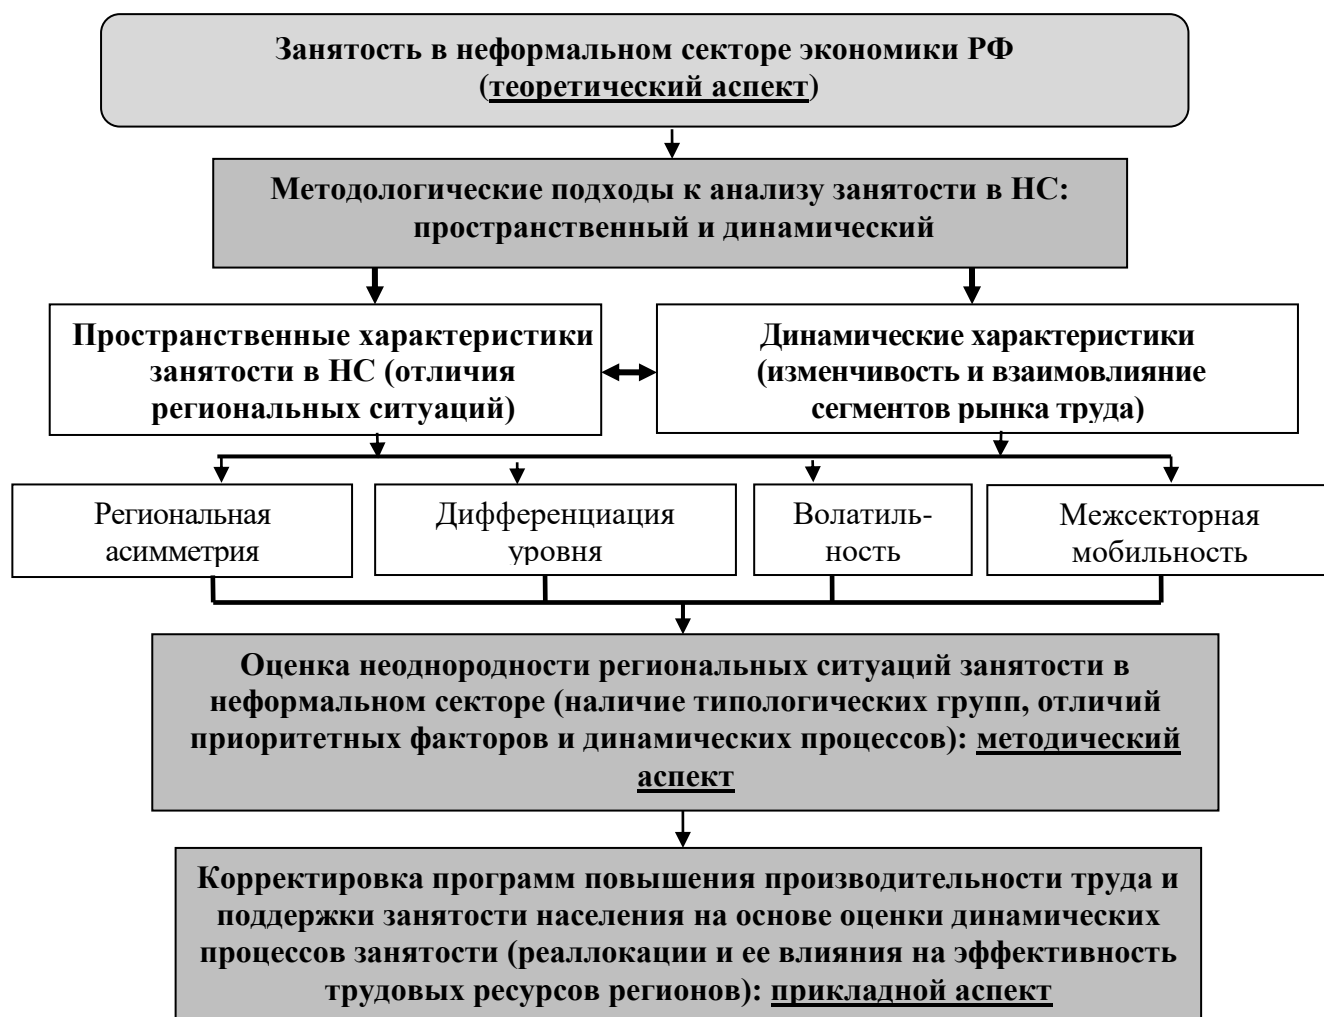 Занятость в неформальном секторе экономики РФ
(теоретический аспект)
Методологические подходы к анализу занятости в НС:
пространственный и динамический
Пространственные характеристики
занятости в НС (отличия
региональных ситуаций)
Динамические характеристики
(изменчивость и взаимовлияние
сегментов рынка труда)
Региональная
асимметрия
Дифференциация
уровня
Волатиль-
ность
Межсекторная
мобильность
Оценка неоднородности региональных ситуаций занятости в
неформальном секторе (наличие типологических групп, отличий
приоритетных факторов и динамических процессов): методический
аспект
Корректировка программ повышения производительности труда и
поддержки занятости населения на основе оценки динамических
процессов занятости (реаллокации и ее влияния на эффективность
трудовых ресурсов регионов): прикладной аспект